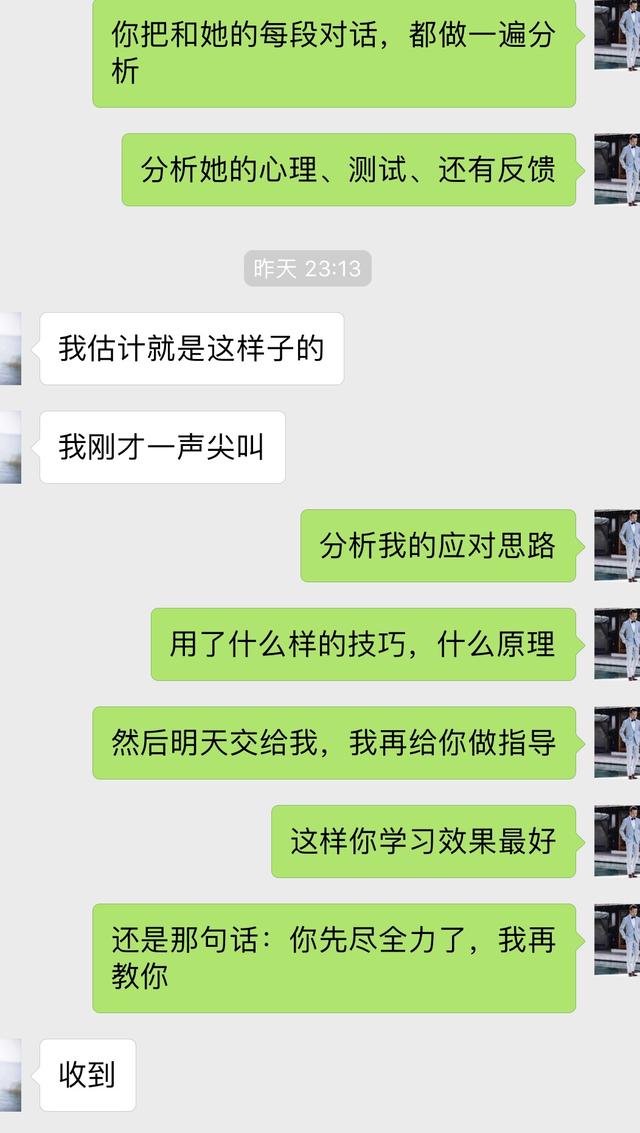 你把和她的每段对话，都做一遍分
析
分析她的心理、测试、还有反馈
昨天 23:13
我估计就是这样子的
我刚才一声尖叫
分析我的应对思路
用了什么样的技巧，什么原理
然后明天交给我，我再给你做指导
这样你学习效果最好
还是那句话：你先尽全力了，我再
教你
收到